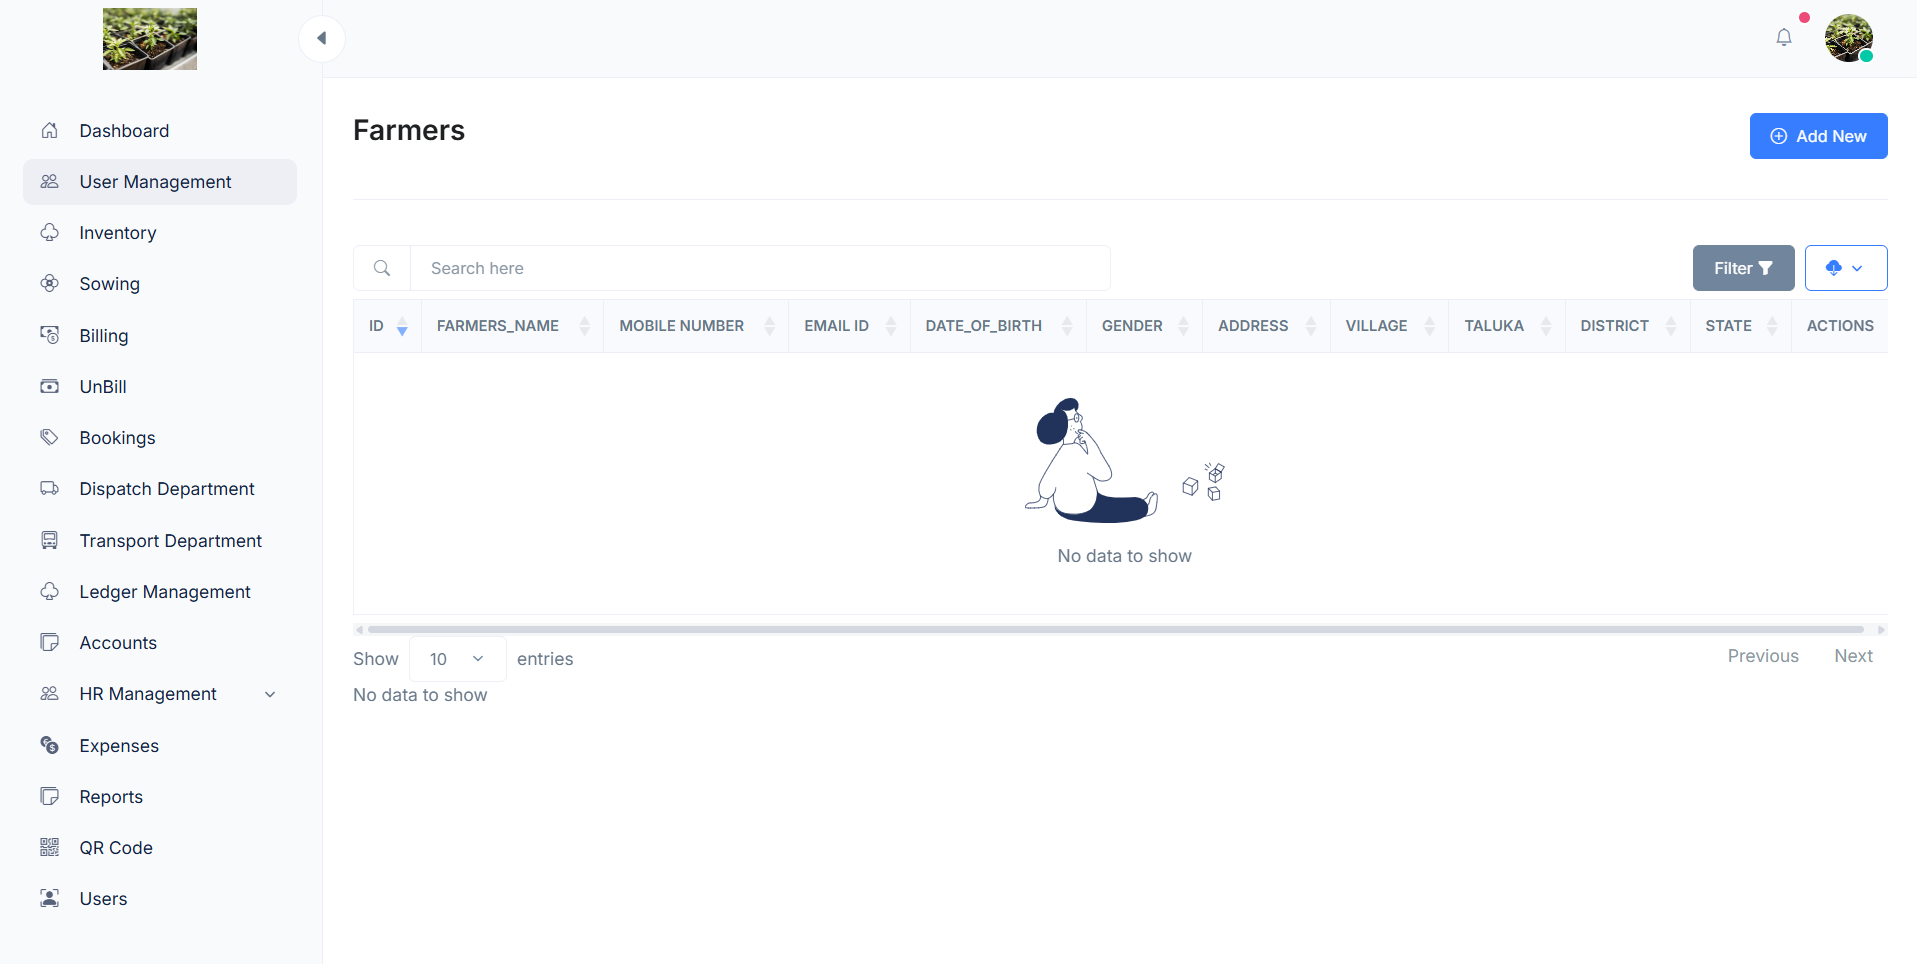 Dashboard
User Management
Inventory
Sowing
Billing
UnBill
Bookings
Dispatch Department
Transport Department
Ledger Management
Accounts
HR Management
Expenses
Reports
QR Code
Users
Farmers
Add New
Search here
Filter
ID FARMERS_NAME MOBILE NUMBER EMAIL ID DATE_OF_BIRTH GENDER ADDRESS VILLAGE TALUKA DISTRICT STATE ACTIONS
No data to show
Show 10 entries
Previous Next
No data to show